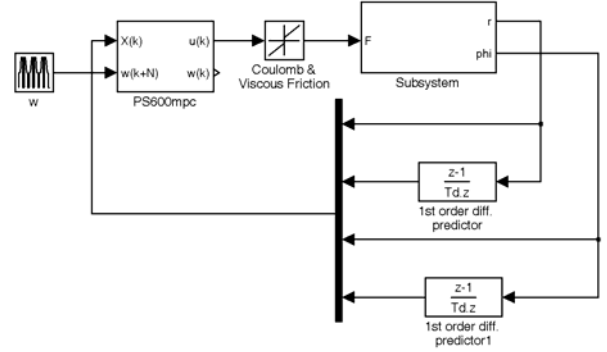 r
X(k)
u(k)
F
phi
w(k+N)
w(k)
w
PS600mpc
Coulomb &
Viscous Friction
Subsystem
z-1
Td.z
1st order diff.
predictor
z-1
Td.z
1st order diff.
predictor1